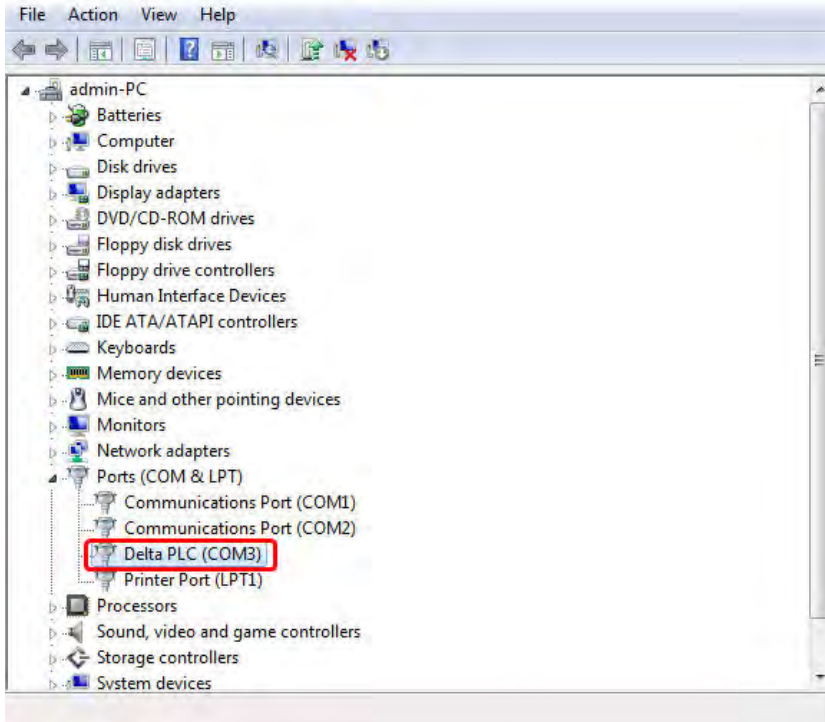 File Action View Help
admin-PC
Batteries
Computer
Disk drives
Display adapters
DVD/CD-ROM drives
Floppy disk drives
Floppy drive controllers
Human Interface Devices
IDE ATA/ATAPI controllers
Keyboards
Memory devices
Mice and other pointing devices
Monitors
Network adapters
Ports (COM & LPT)
Communications Port (COM1)
Communications Port (COM2)
Delta PLC (COM3)
Printer Port (LPT1)
Processors
Sound, video and game controllers
Storage controllers
System devices